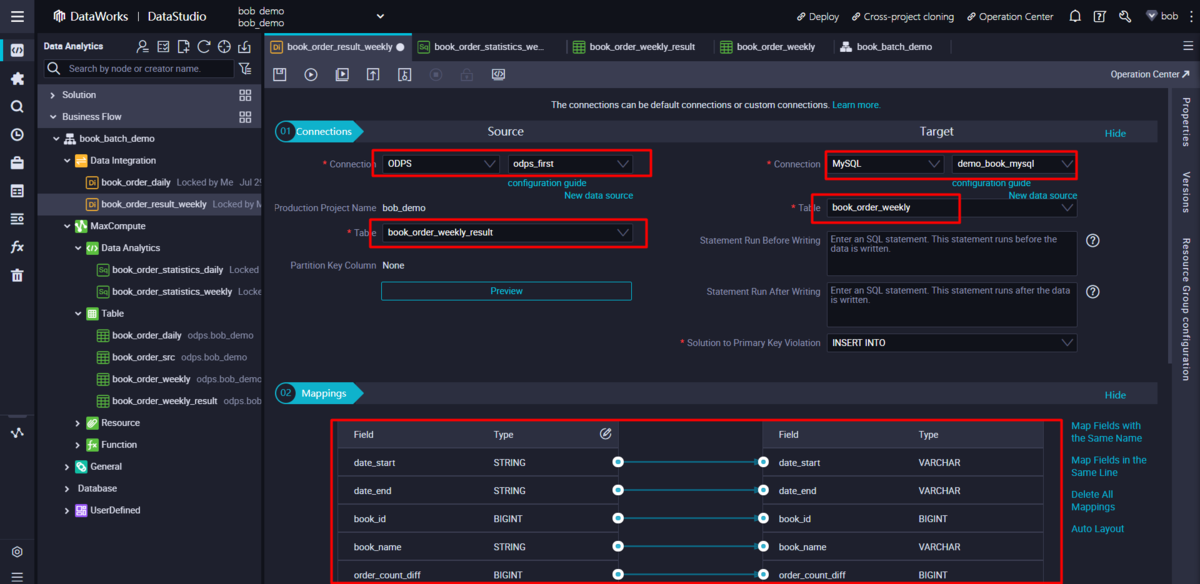 DataWorks | DataStudio
bob_demo
bob_demo
Deploy
Cross-project cloning
Operation Center
bob
Data Analytics
Search by node or creator name.
Solution
Business Flow
book_batch_demo
Data Integration
Di book_order_daily Locked by Me Jul 29
Di book_order_result_weekly Locked by M
MaxCompute
Data Analytics
Sq book_order_statistics_daily Locked
Sq book_order_statistics_weekly Locke
Table
book_order_daily odps.bob_demo
book_order_src odps.bob_demo
book_order_weekly odps.bob_demo
book_order_weekly_result odps.bob
Resource
fx Function
General
Database
UserDefined
Di book_order_result_weekly
Sq book_order_statistics_we...
book_order_weekly_result
book_order_weekly
book_batch_demo
Operation Center
The connections can be default connections or custom connections. Learn more.
01 Connections
Source
Target
Hide
* Connection ODPS odps_first
configuration guide
New data source
Production Project Name bob_demo
* Table book_order_weekly_result
Partition Key Column None
Preview
* Connection MySQL demo_book_mysql
configuration guide
New data source
* Table book_order_weekly
Statement Run Before Writing
Enter an SQL statement. This statement runs before the
data is written.
Statement Run After Writing
Enter an SQL statement. This statement runs after the data
is written.
* Solution to Primary Key Violation INSERT INTO
02 Mappings
Hide
Field Type Field Type
date_start STRING date_start VARCHAR
date_end STRING date_end VARCHAR
book_id BIGINT book_id BIGINT
book_name STRING book_name VARCHAR
order_count_diff BIGINT order_count_diff BIGINT
Map Fields with
the Same Name
Map Fields in the
Same Line
Delete All
Mappings
Auto Layout
Properties
Versions
Resource Group configuration